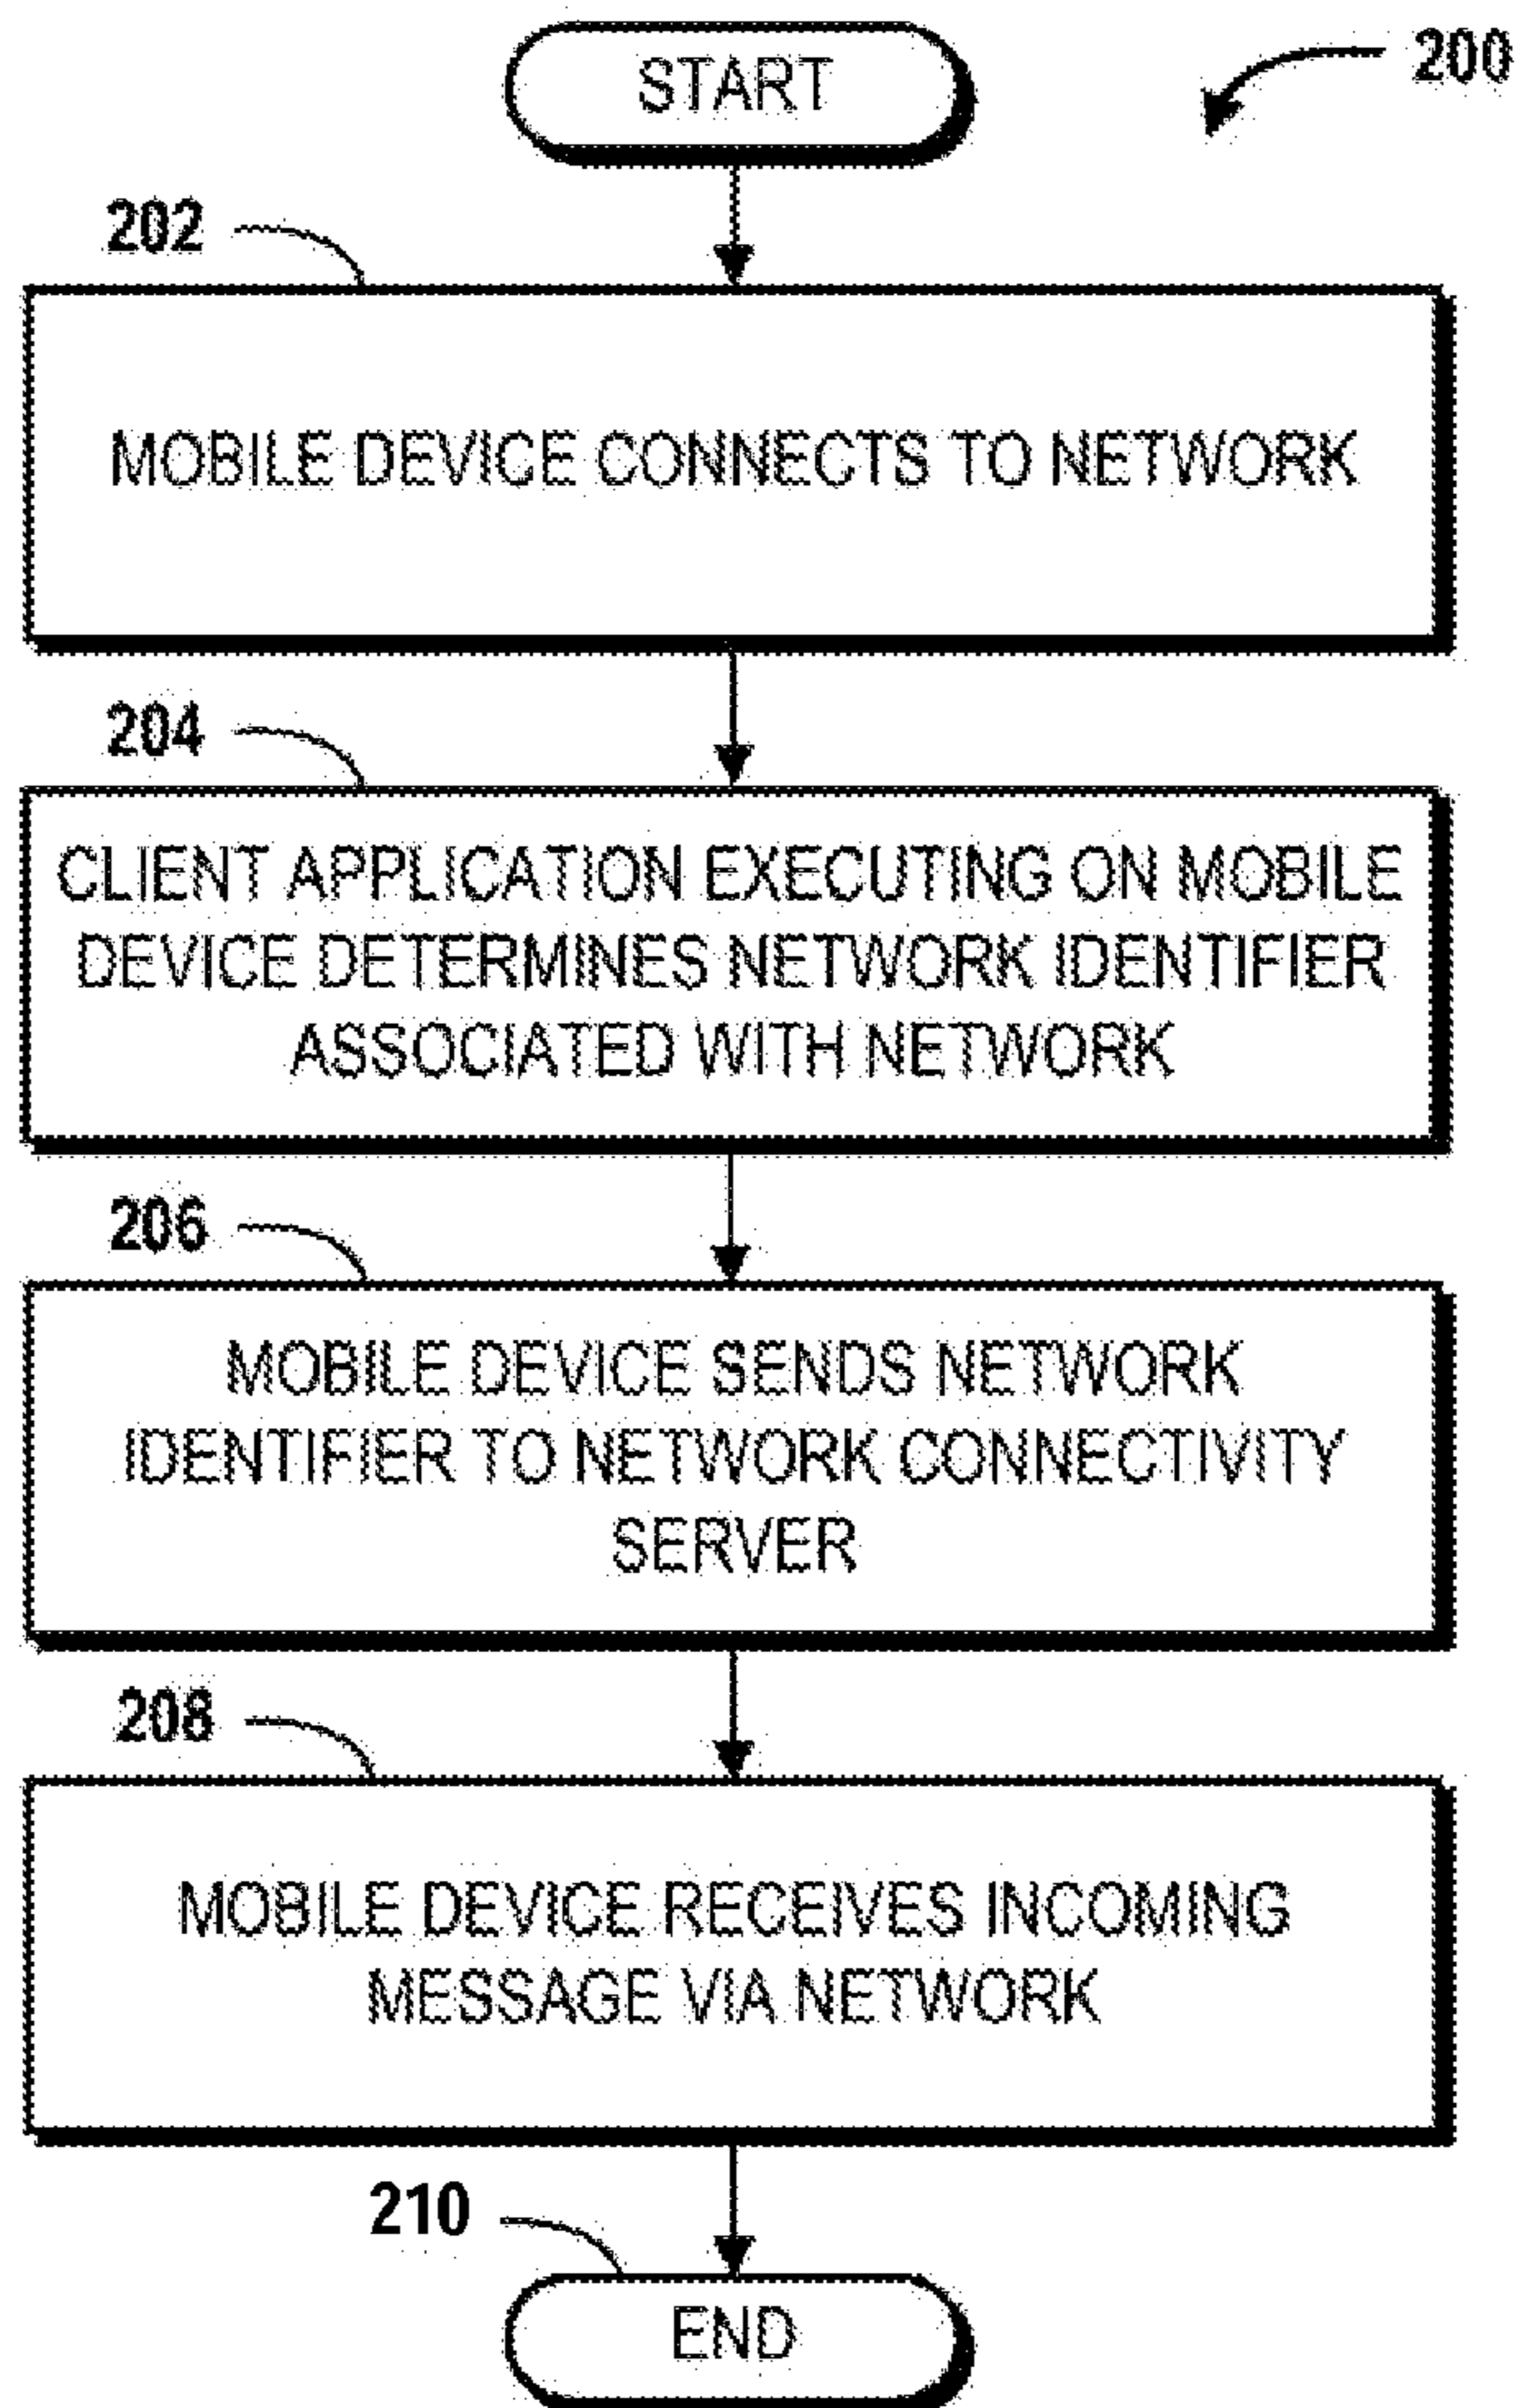 START
200
202
MOBILE DEVICE CONNECTS TO NETWORK
204
CLIENT APPLICATION EXECUTING ON MOBILE
DEVICE DETERMINES NETWORK IDENTIFIER
ASSOCIATED WITH NETWORK
206
MOBILE DEVICE SENDS NETWORK
IDENTIFIER TO NETWORK CONNECTIVITY
SERVER
208
MOBILE DEVICE RECEIVES INCOMING
MESSAGE VIA NETWORK
210
END